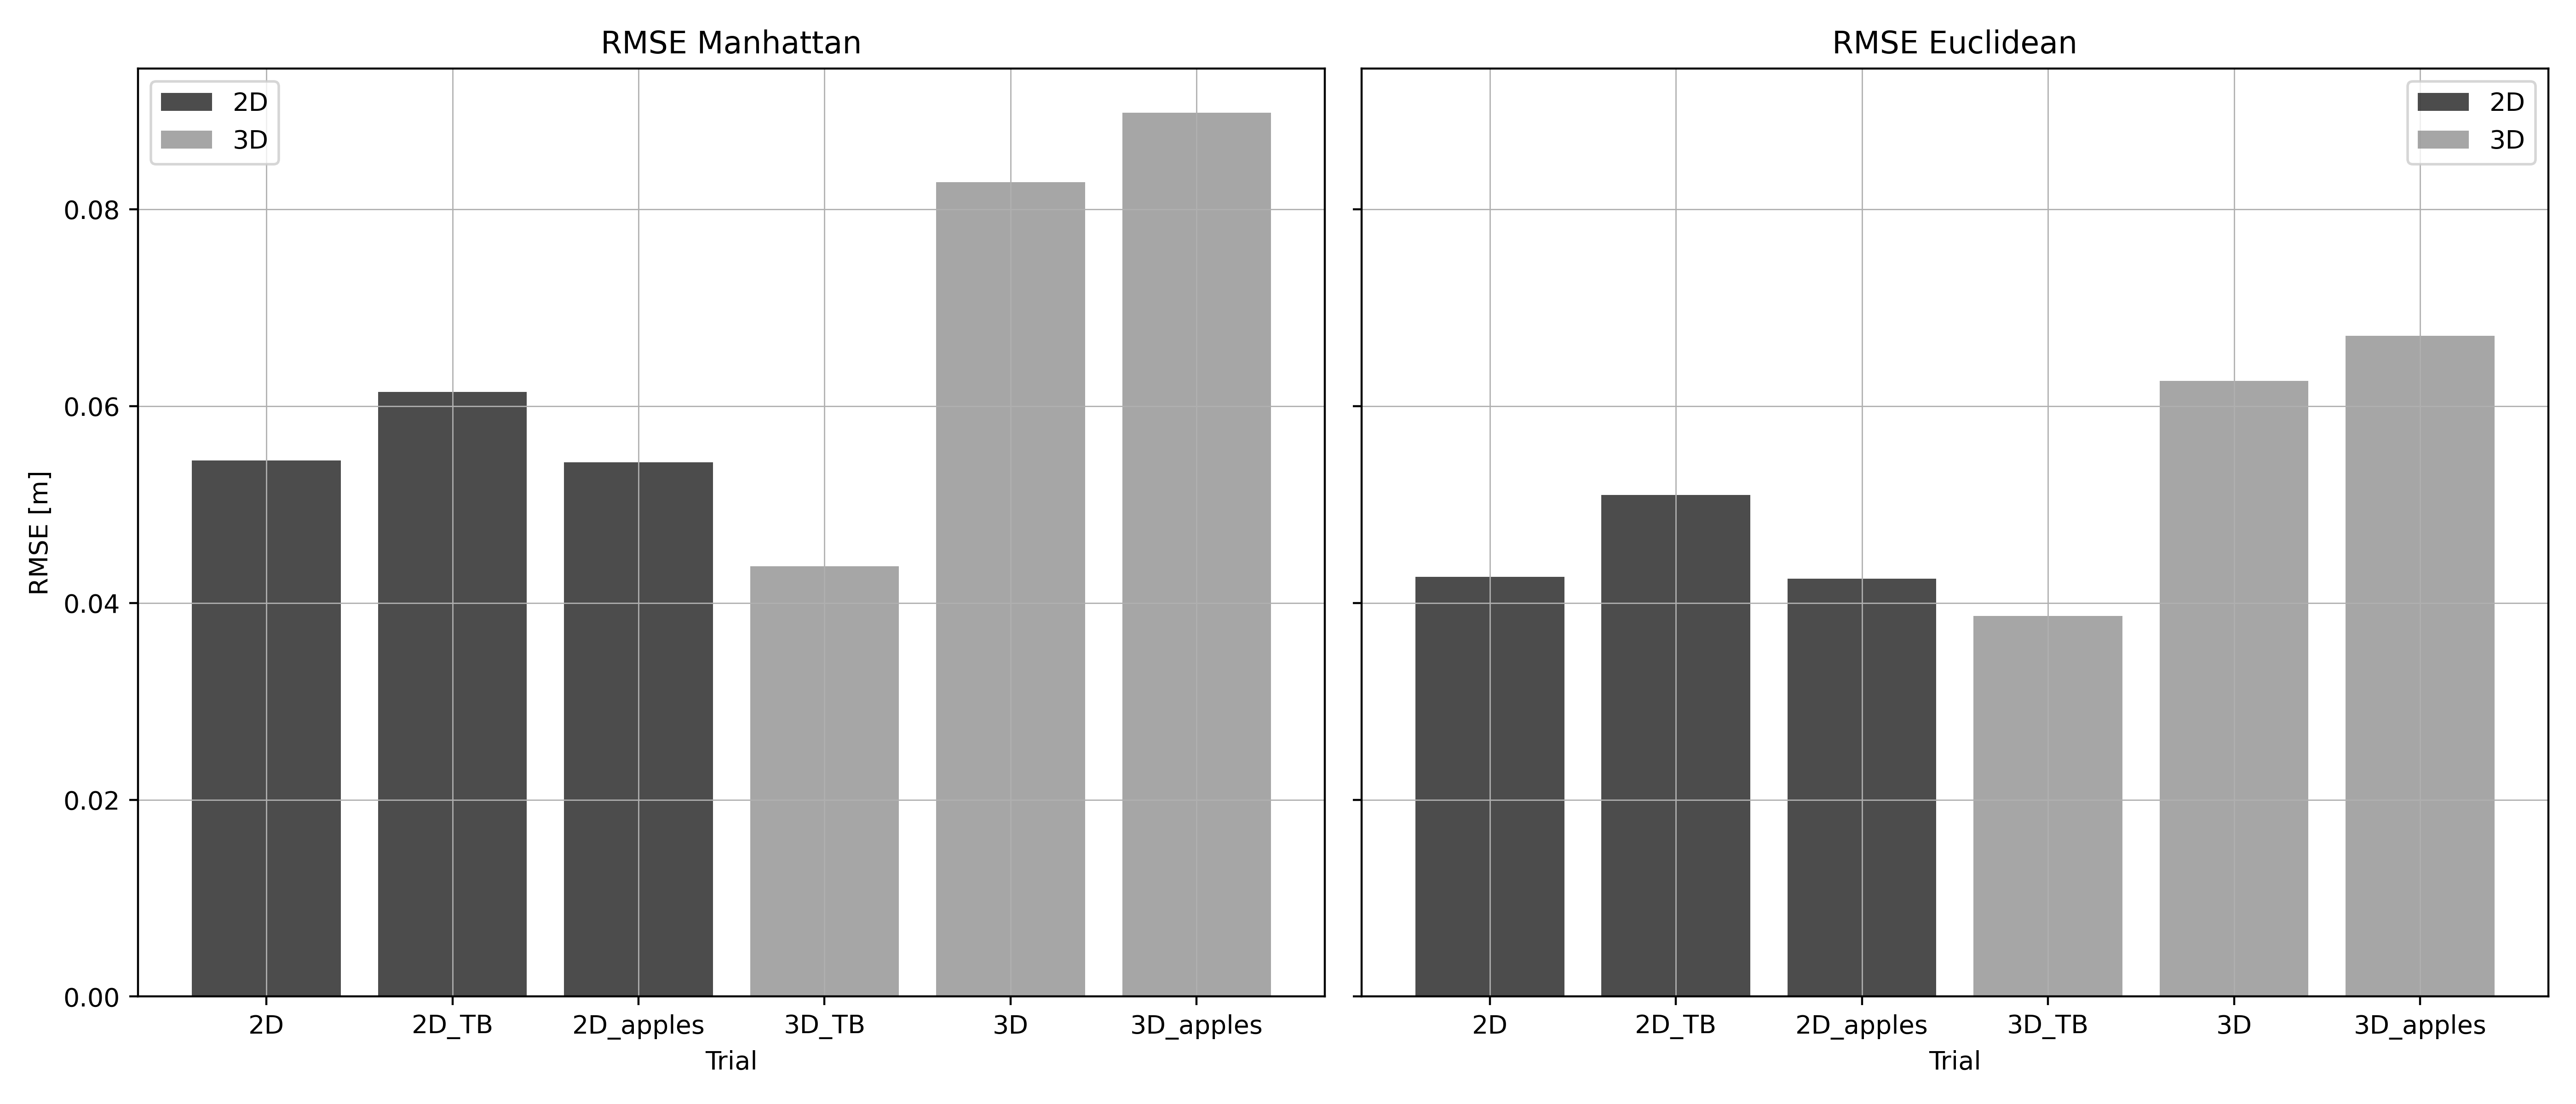 RMSE Manhattan
2D
3D
0.08
0.06
0.04
0.02
0.00
RMSE [m]
2D 2D_TB 2D_apples 3D_TB 3D 3D_apples
Trial
RMSE Euclidean
2D
3D
2D 2D_TB 2D_apples 3D_TB 3D 3D_apples
Trial